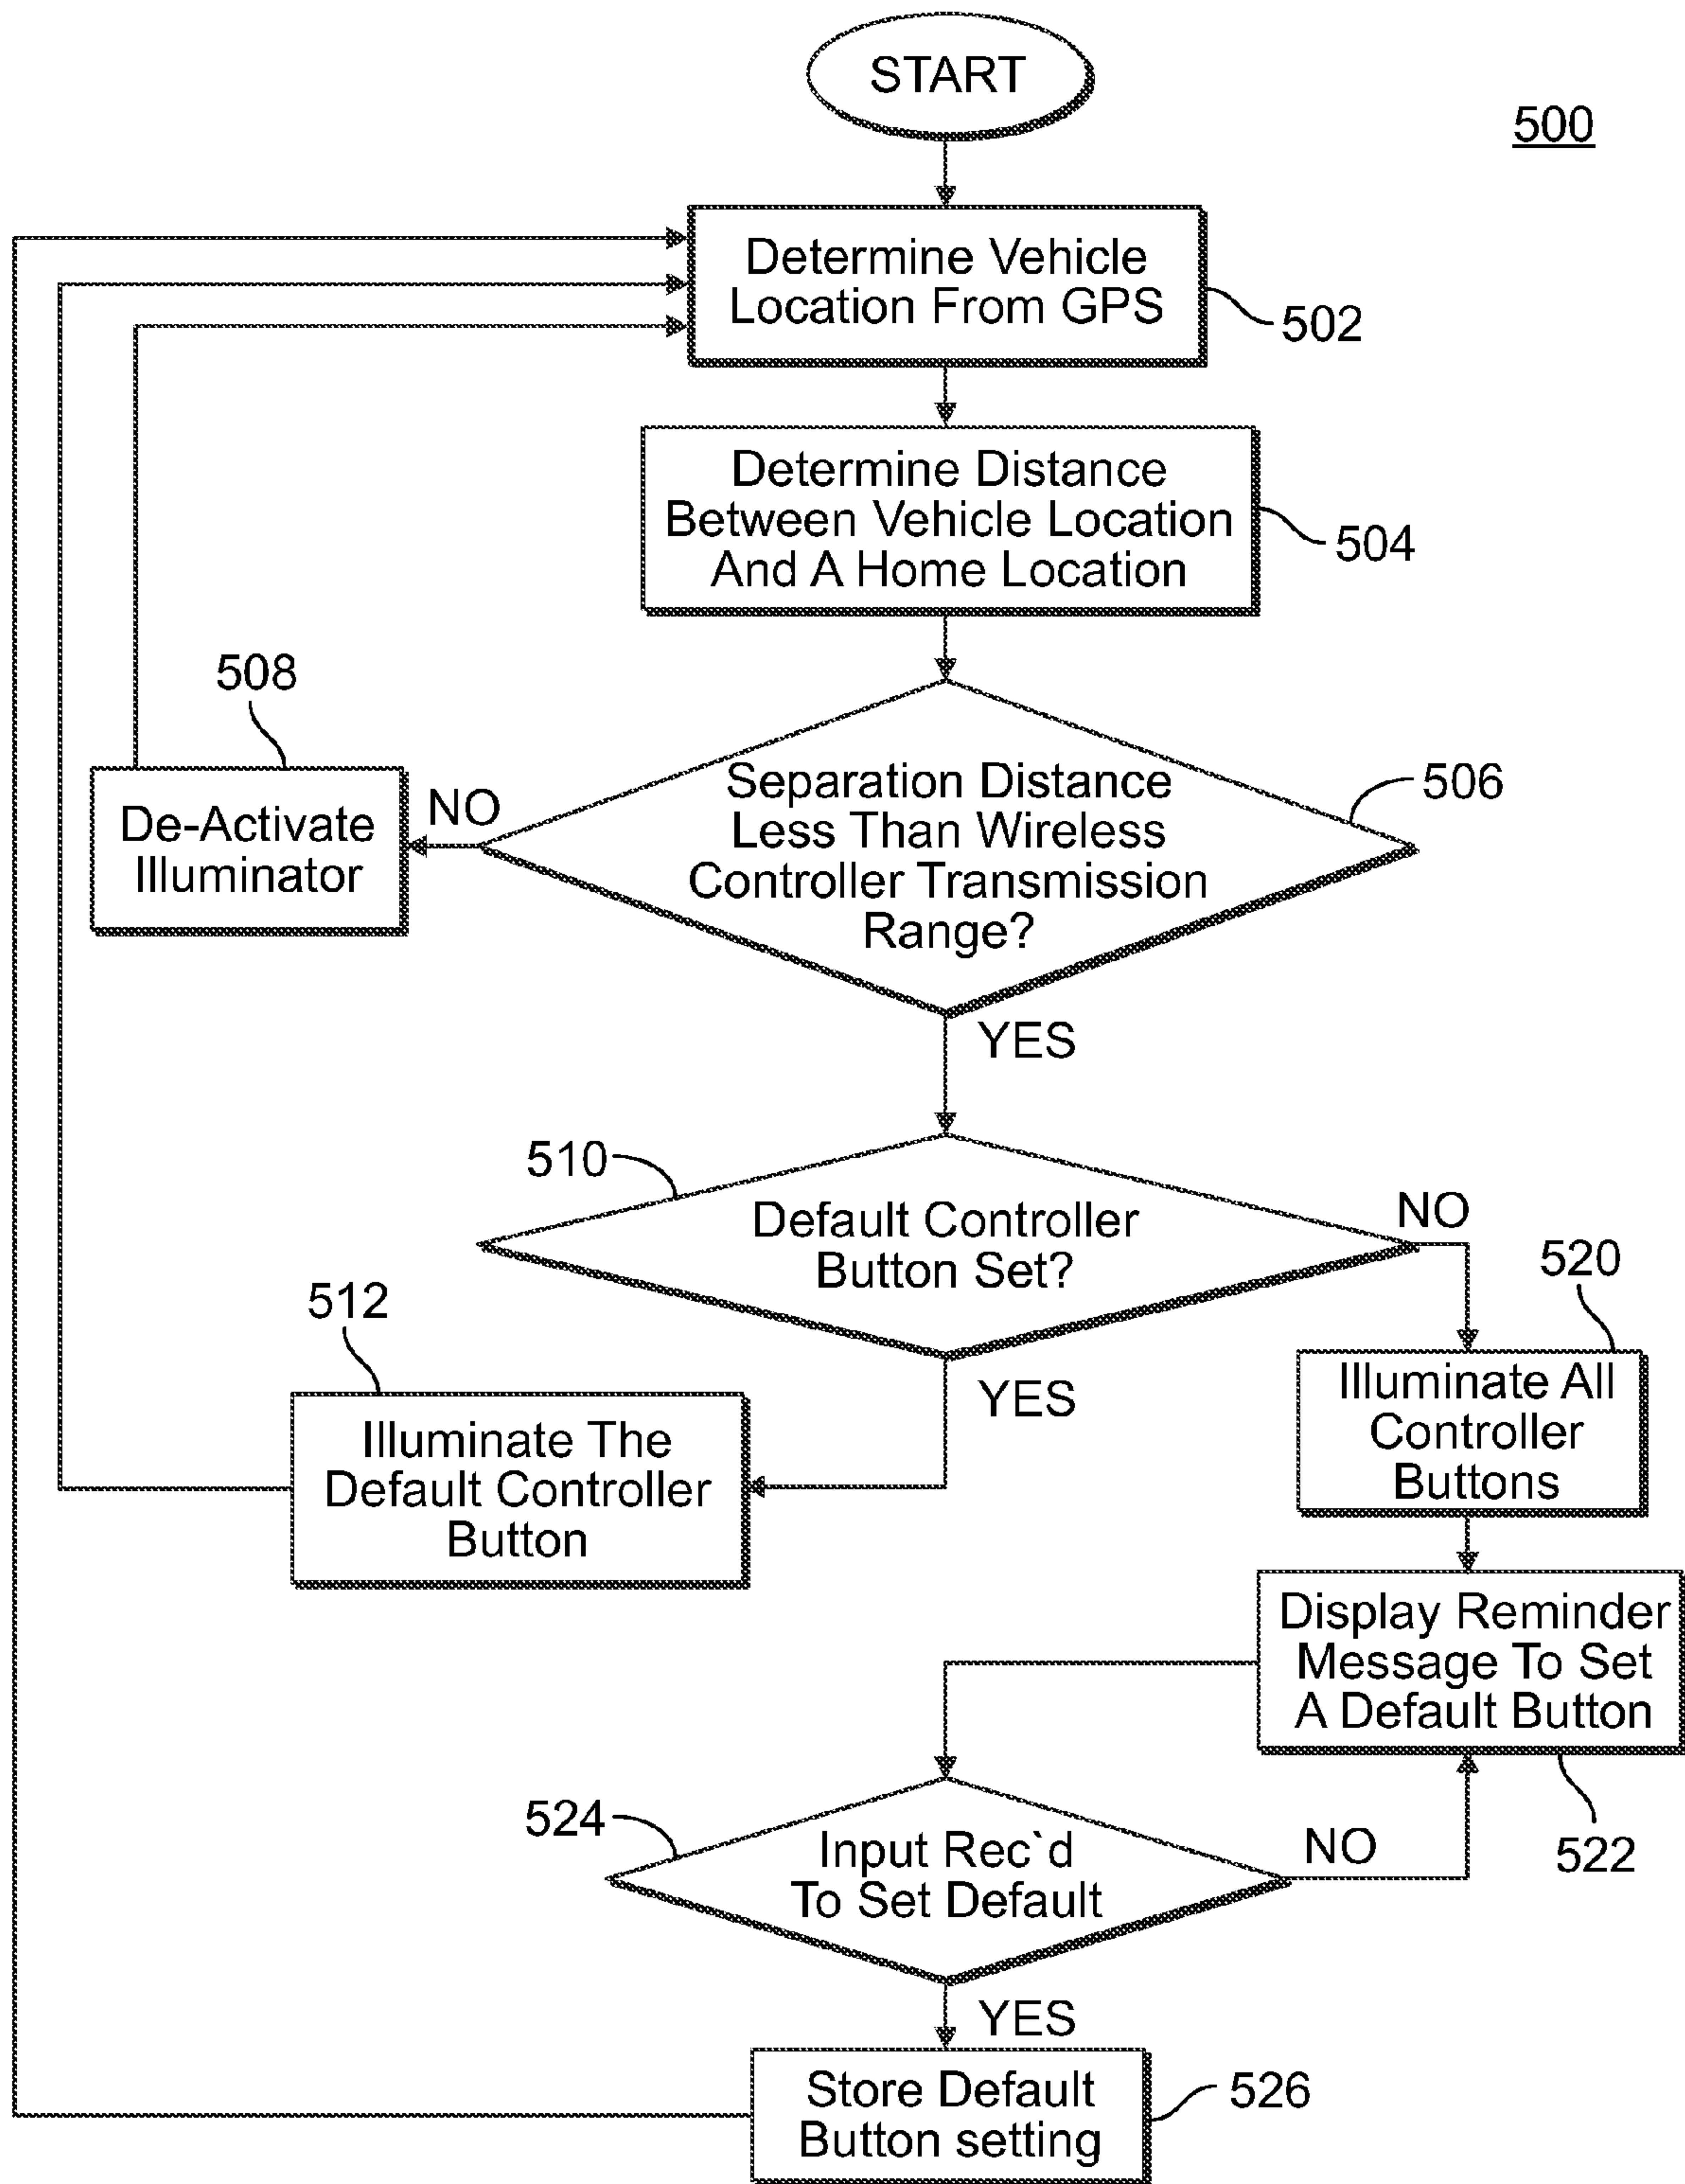 START
500
Determine Vehicle
Location From GPS
502
Determine Distance
Between Vehicle Location
And A Home Location
504
508
De-Activate
Illuminator
NO
Separation Distance
Less Than Wireless
Controller Transmission
Range?
506
YES
510
Default Controller
Button Set?
NO
520
512
Illuminate The
Default Controller
Button
YES
Illuminate All
Controller
Buttons
Display Reminder
Message To Set
A Default Button
522
524
Input Rec`d
To Set Default
NO
YES
Store Default
Button setting
526